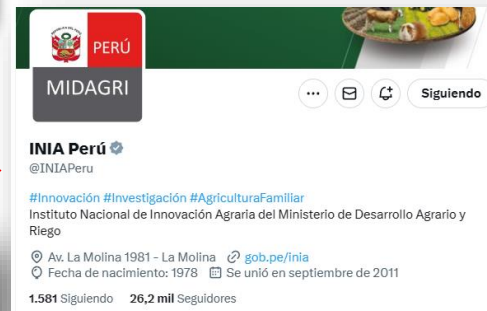 PERÚ
MIDAGRI
Siguiendo
INIA Perú
@INIAPeru
#Innovación #Investigación #AgriculturaFamiliar
Instituto Nacional de Innovación Agraria del Ministerio de Desarrollo Agrario y
Riego
Av. La Molina 1981 - La Molina gob.pe/inia
Fecha de nacimiento: 1978 Se unió en septiembre de 2011
1.581 Siguiendo 26,2 mil Seguidores